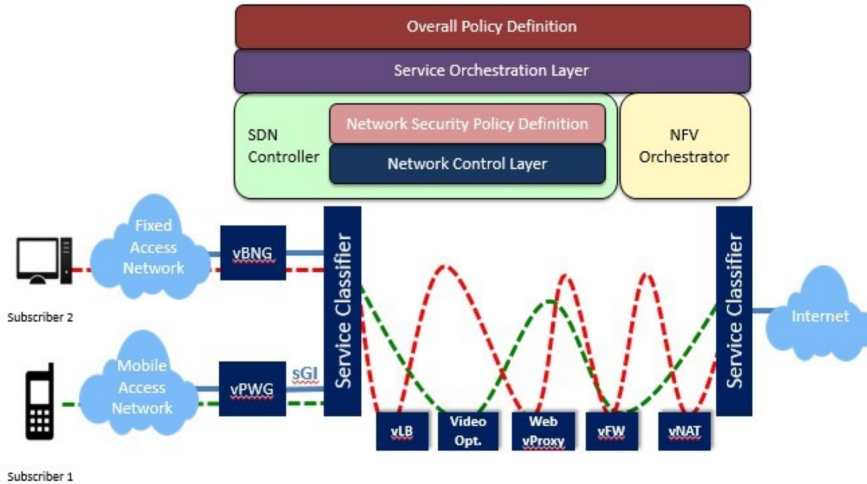 Overall Policy Definition
Service Orchestration Layer
SDN
Controller
Network Security Policy Definition
Network Control Layer
NFV
Orchestrator
Fixed
Access
Network
vBNG
Subscriber 2
Mobile
Access
Network
vPWG
sGI
Subscriber 1
Service Classifier
vLB
Video
Opt.
Web
vProxy
vFW
vNAT
Service Classifier
Internet